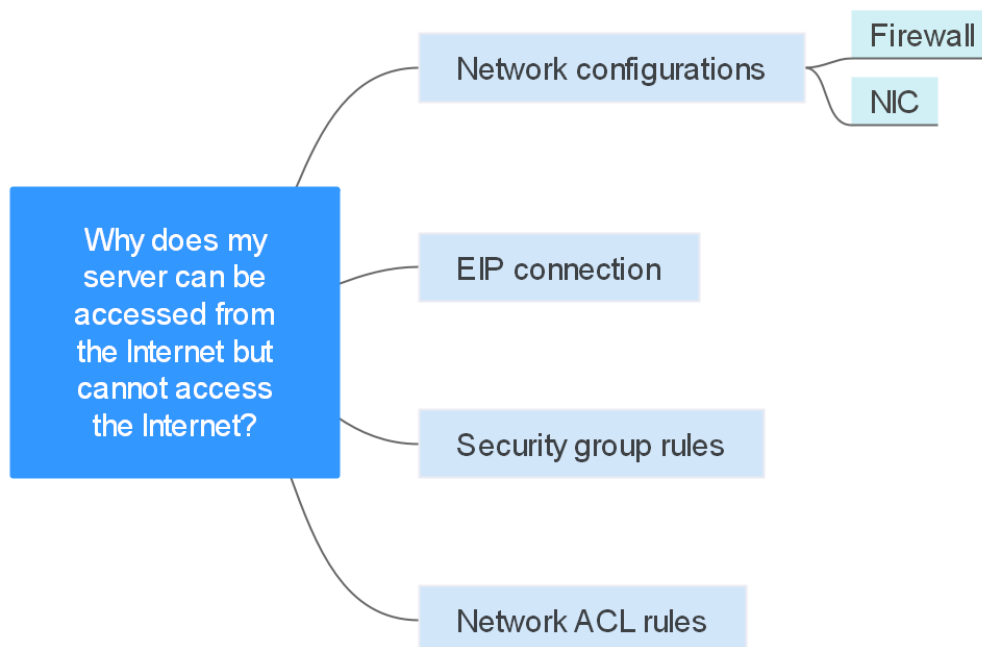 Why does my
server can be
accessed from
the Internet but
cannot access
the Internet?
Network configurations
Firewall
NIC
EIP connection
Security group rules
Network ACL rules